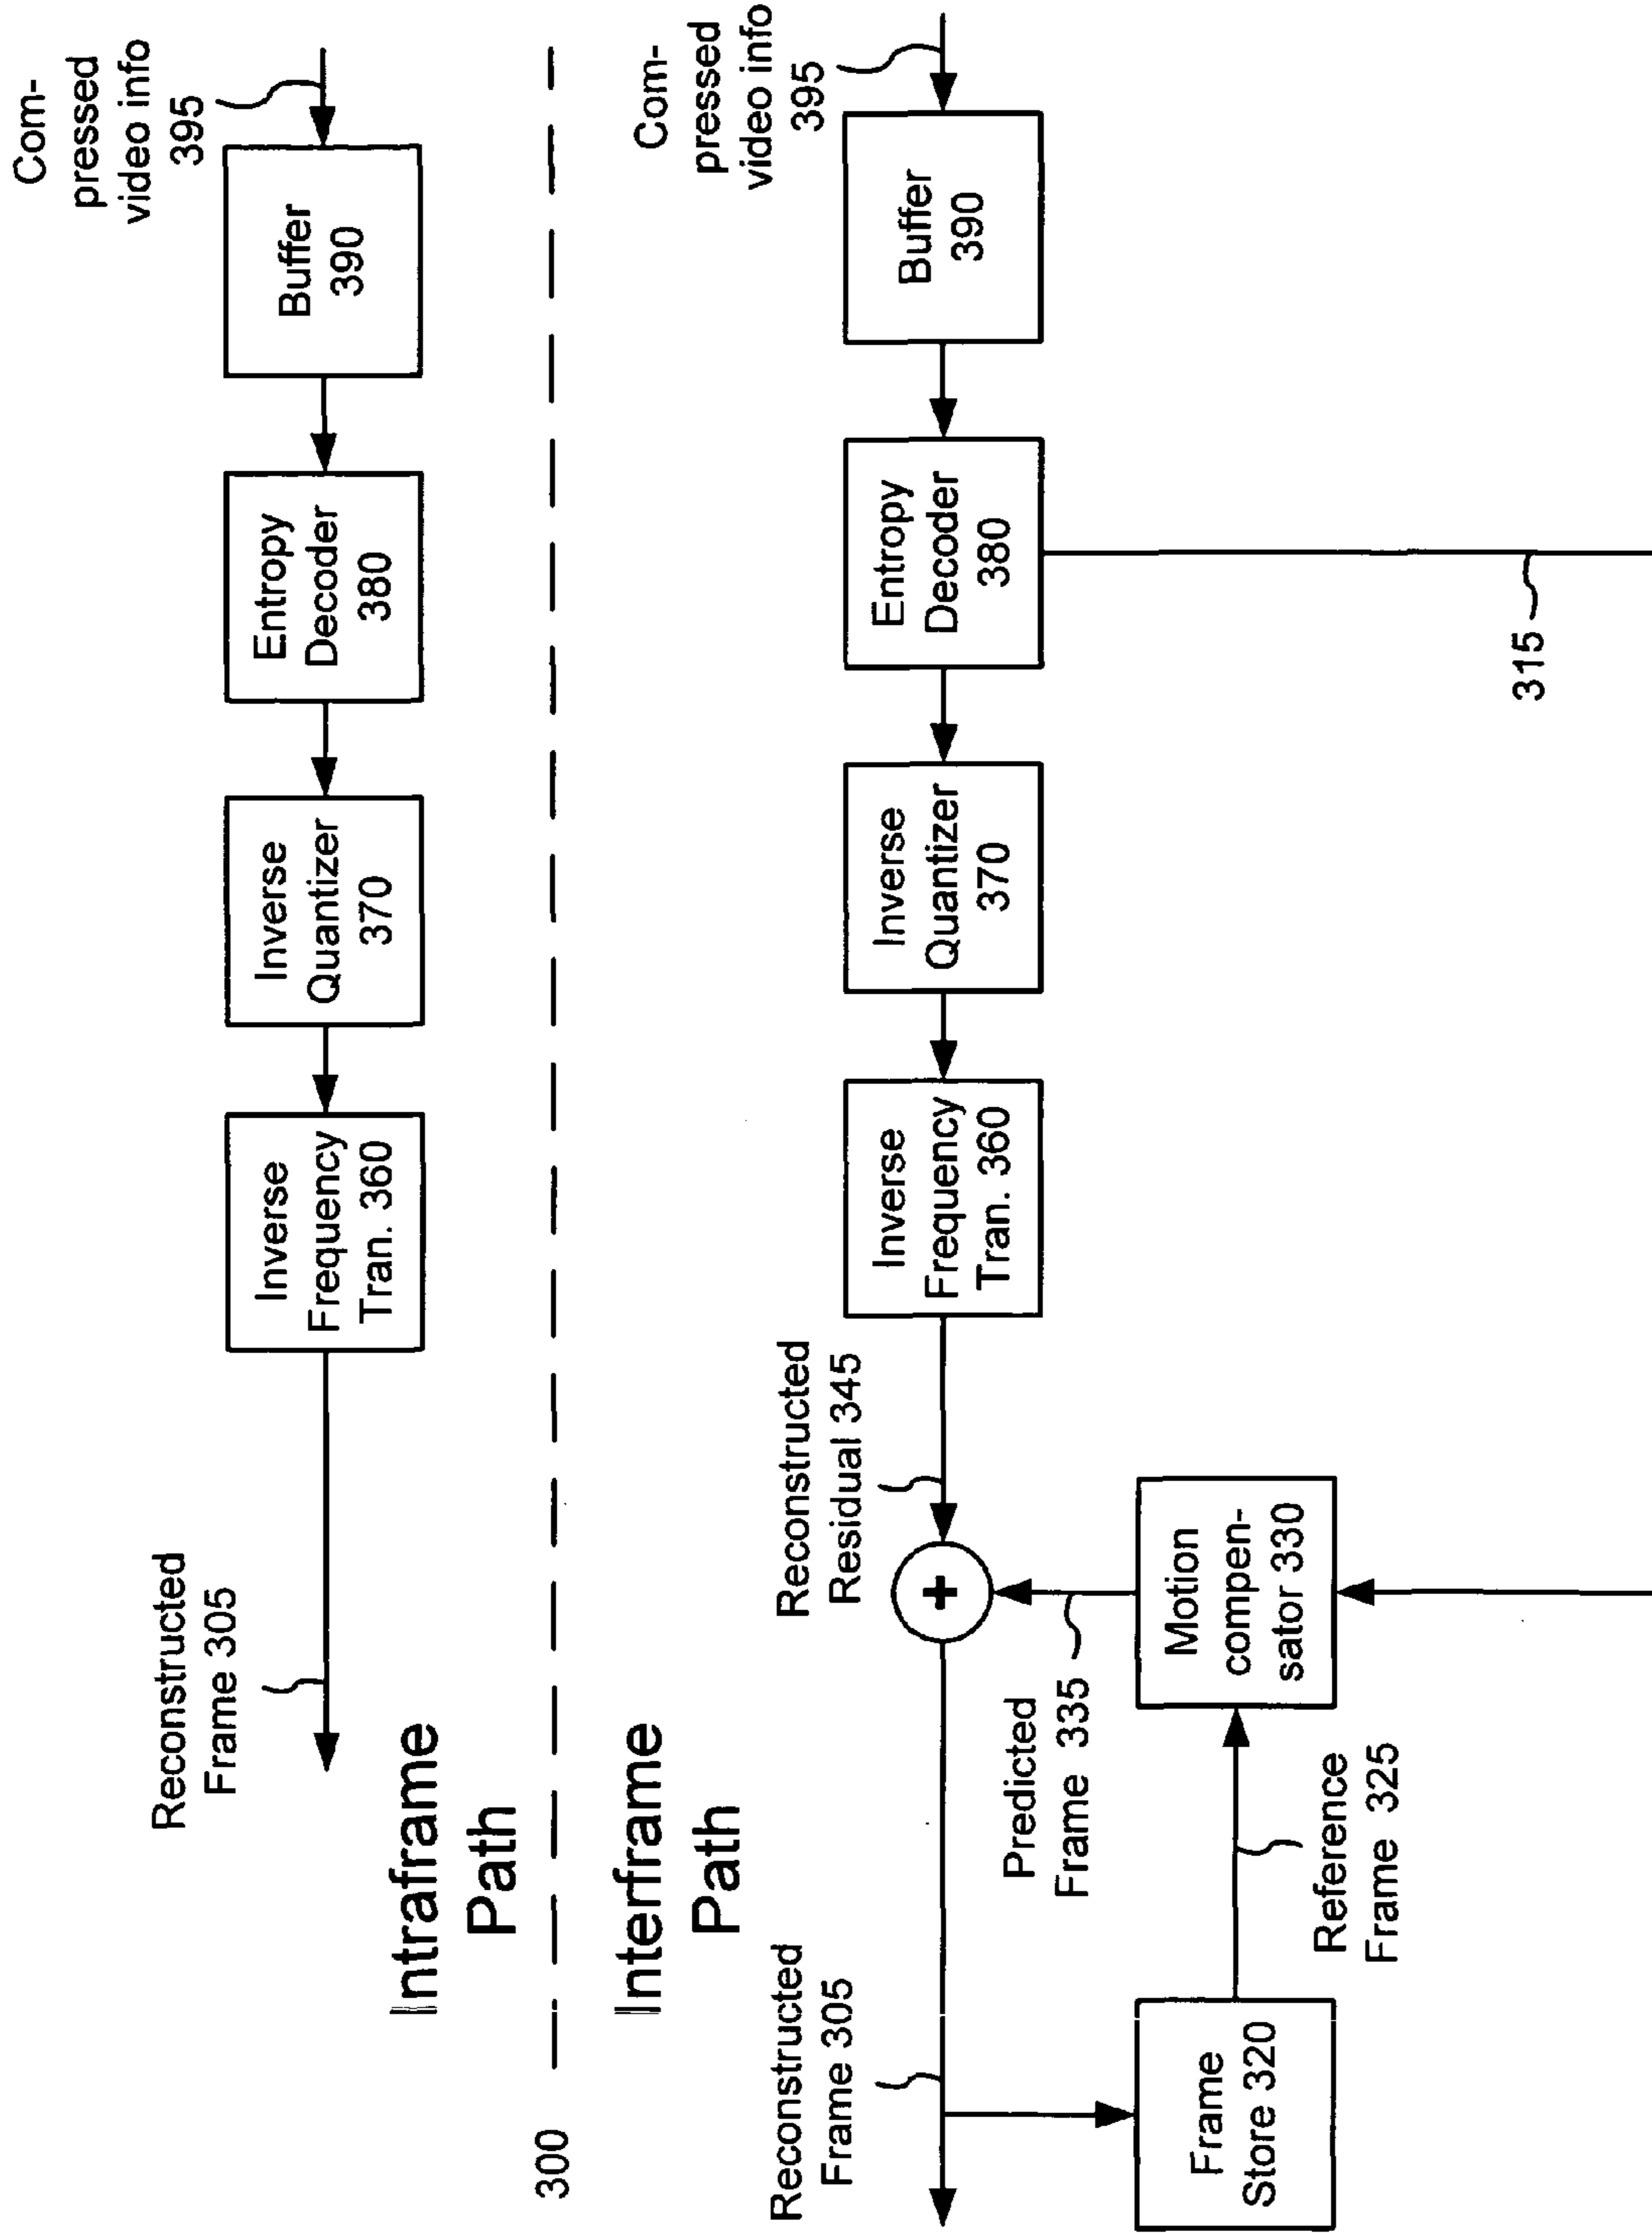 Reconstructed
Frame 305
Inverse
Frequency
Tran. 360
Inverse
Quantizer
370
Entropy
Decoder
380
Buffer
390
Com-
pressed
video info
395
Intraframe
Path
300
Interframe
Path
Reconstructed
Frame 305
Reconstructed
Residual 345
Inverse
Frequency
Tran. 360
Inverse
Quantizer
370
Entropy
Decoder
380
Buffer
390
Com-
pressed
video info
395
+
Predicted
Frame 335
Frame
Store 320
Reference
Frame 325
Motion
compen-
sator 330
315